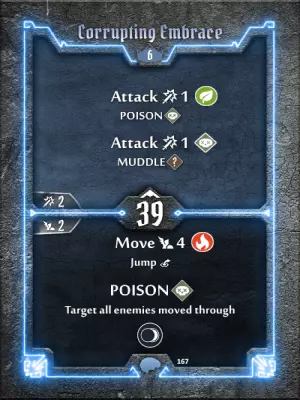 Corrupting Embrace
6
Attack 1
POISON
Attack 1
MUDDLE ?
2
39
2
Move 4
Jump
POISON
Target all enemies moved through
167